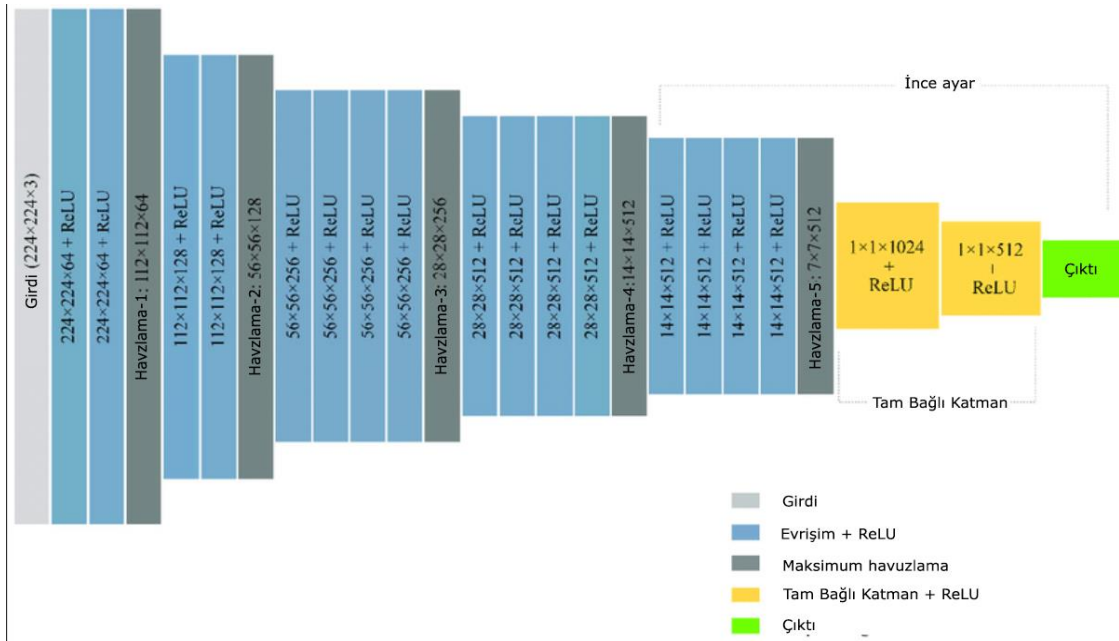 Girdi (224×224×3)
224×224×64 + ReLU
224×224×64 + ReLU
Havzlama-1: 112×112×64
112×112×128 + ReLU
112×112×128 + ReLU
Havzlama-2: 56×56×128
56×56×256 + ReLU
56×56×256 + ReLU
56×56×256 + ReLU
56×56×256 + ReLU
Havzlama-3: 28×28×256
28×28×512 + ReLU
28×28×512 + ReLU
28×28×512 + ReLU
28×28×512 + ReLU
Havzlama-4:14×14×512
14×14×512 + ReLU
14×14×512 + ReLU
14×14×512 + ReLU
14×14×512 + ReLU
Havzlama-5: 7×7×512
İnce ayar
1×1×1024
+
ReLU
1×1×512
+
ReLU
Çıktı
Tam Bağlı Katman
Girdi
Evrişim + ReLU
Maksimum havuzlama
Tam Bağlı Katman + ReLU
Çıktı